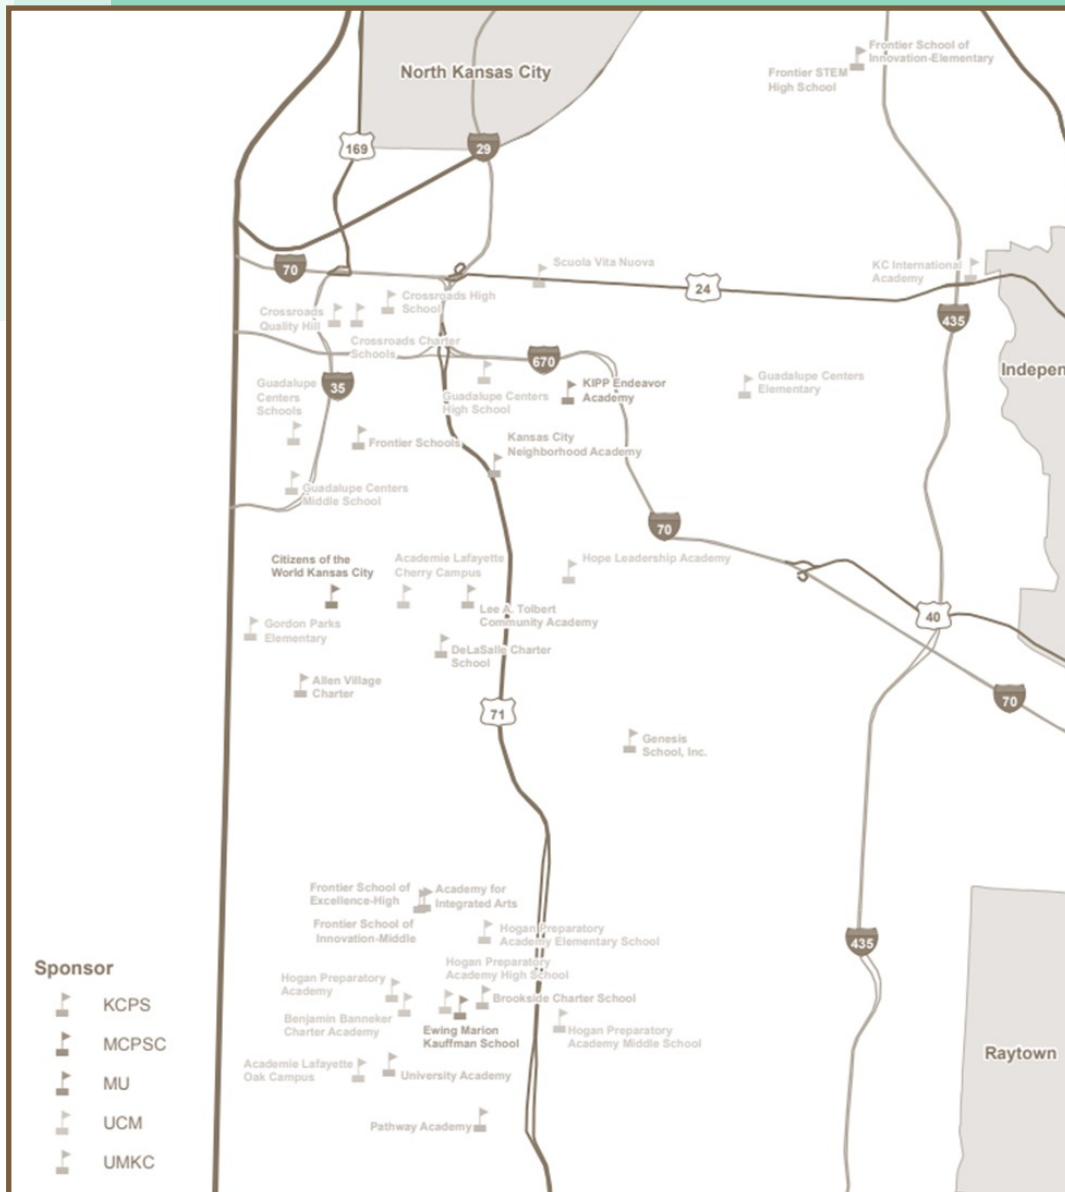 North Kansas City
Frontier School of
Innovation-Elementary
Frontier STEM
High School
169
29
70
Scuola Vita Nuova
KC International
Academy
24
Crossroads High
School
Crossroads
Quality Hill
435
Crossroads Charter
Schools
670
Independ
35
Guadalupe
Centers
Schools
Guadalupe Centers
High School
KIPP Endeavor
Academy
Guadalupe Centers
Elementary
Frontier Schools
Kansas City
Neighborhood Academy
Guadalupe Centers
Middle School
70
Citizens of the
World Kansas City
Academie Lafayette
Cherry Campus
Hope Leadership Academy
Lee A. Tolbert
Community Academy
40
Gordon Parks
Elementary
DeLaSalle Charter
School
Allen Village
Charter
70
71
Genesis
School, Inc.
Frontier School of
Excellence-High
Academy for
Integrated Arts
Frontier School of
Innovation-Middle
Hogan Preparatory
Academy Elementary School
435
Hogan Preparatory
Academy High School
Hogan Preparatory
Academy
Brookside Charter School
Benjamin Banneker
Charter Academy
Ewing Marion
Kauffman School
Hogan Preparatory
Academy Middle School
Raytown
Academie Lafayette
Oak Campus
University Academy
Pathway Academy
Sponsor
KCPS
MCPSC
MU
UCM
UMKC